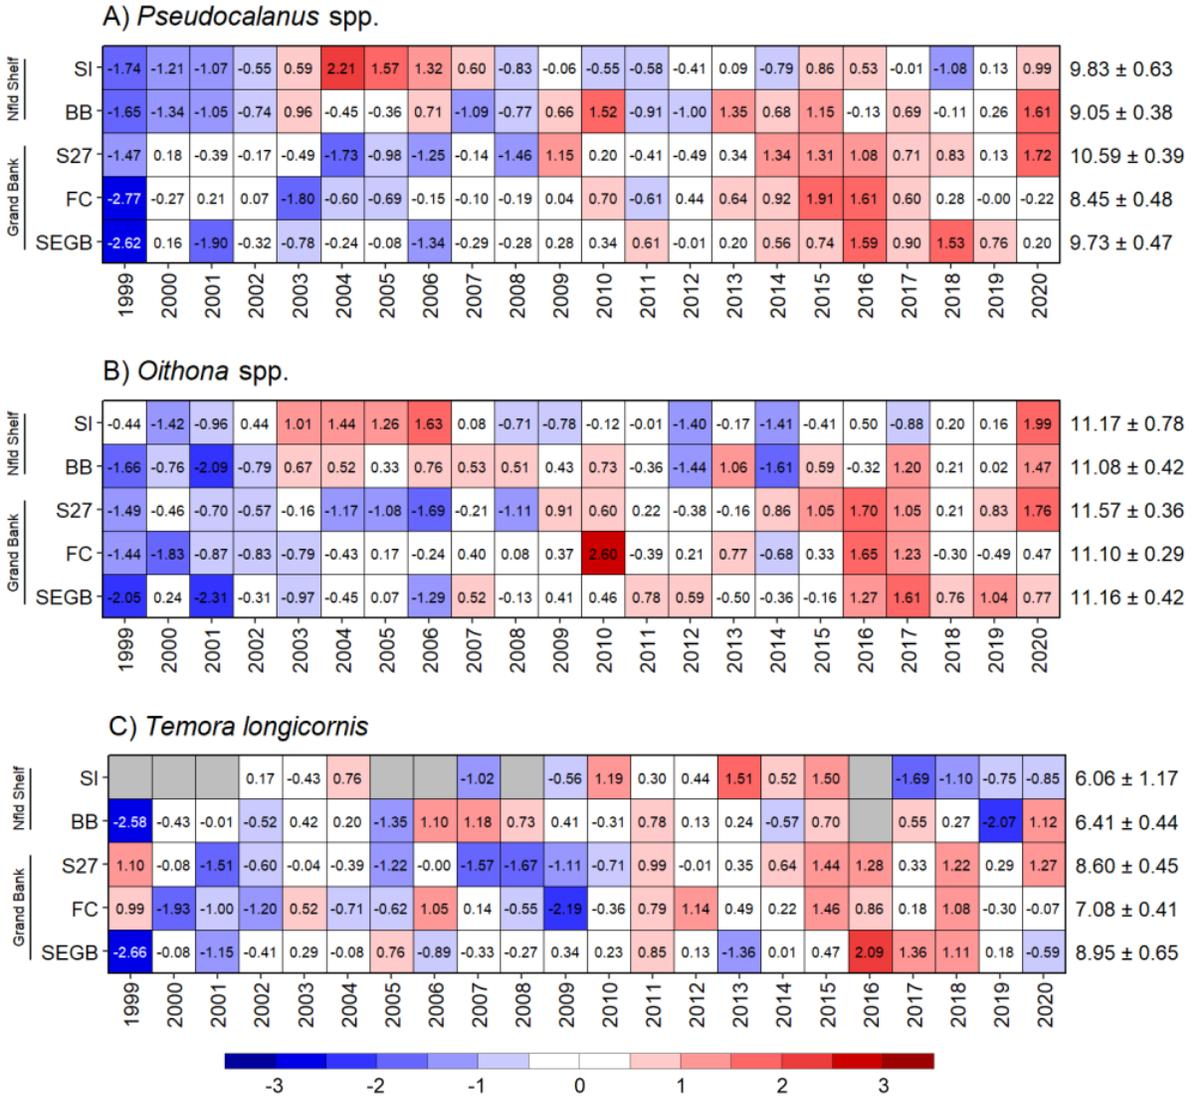 A) Pseudocalanus spp.
Nfld Shelf
SI -1.74 -1.21 -1.07 -0.55 0.59 2.21 1.57 1.32 0.60 -0.83 -0.06 -0.55 -0.58 -0.41 0.09 -0.79 0.86 0.53 -0.01 -1.08 0.13 0.99 9.83 ± 0.63
BB -1.65 -1.34 -1.05 -0.74 0.96 -0.45 -0.36 0.71 -1.09 -0.77 0.66 1.52 -0.91 -1.00 1.35 0.68 1.15 -0.13 0.69 -0.11 0.26 1.61 9.05 ± 0.38
Grand Bank
S27 -1.47 0.18 -0.39 -0.17 -0.49 -1.73 -0.98 -1.25 -0.14 -1.46 1.15 0.20 -0.41 -0.49 0.34 1.34 1.31 1.08 0.71 0.83 0.13 1.72 10.59 ± 0.39
FC -2.77 -0.27 0.21 0.07 -1.80 -0.60 -0.69 -0.15 -0.10 -0.19 0.04 0.70 -0.61 0.44 0.64 0.92 1.91 1.61 0.60 0.28 -0.00 -0.22 8.45 ± 0.48
SEGB -2.62 0.16 -1.90 -0.32 -0.78 -0.24 -0.08 -1.34 -0.29 -0.28 0.28 0.34 0.61 -0.01 0.20 0.56 0.74 1.59 0.90 1.53 0.76 0.20 9.73 ± 0.47
1999 2000 2001 2002 2003 2004 2005 2006 2007 2008 2009 2010 2011 2012 2013 2014 2015 2016 2017 2018 2019 2020
B) Oithona spp.
Nfld Shelf
SI -0.44 -1.42 -0.96 0.44 1.01 1.44 1.26 1.63 0.08 -0.71 -0.78 -0.12 -0.01 -1.40 -0.17 -1.41 -0.41 0.50 -0.88 0.20 0.16 1.99 11.17 ± 0.78
BB -1.66 -0.76 -2.09 -0.79 0.67 0.52 0.33 0.76 0.53 0.51 0.43 0.73 -0.36 -1.44 1.06 -1.61 0.59 -0.32 1.20 0.21 0.02 1.47 11.08 ± 0.42
Grand Bank
S27 -1.49 -0.46 -0.70 -0.57 -0.16 -1.17 -1.08 -1.69 -0.21 -1.11 0.91 0.60 0.22 -0.38 -0.16 0.86 1.05 1.70 1.05 0.21 0.83 1.76 11.57 ± 0.36
FC -1.44 -1.83 -0.87 -0.83 -0.79 -0.43 0.17 -0.24 0.40 0.08 0.37 2.60 -0.39 0.21 0.77 -0.68 0.33 1.65 1.23 -0.30 -0.49 0.47 11.10 ± 0.29
SEGB -2.05 0.24 -2.31 -0.31 -0.97 -0.45 0.07 -1.29 0.52 -0.13 0.41 0.46 0.78 0.59 -0.50 -0.36 -0.16 1.27 1.61 0.76 1.04 0.77 11.16 ± 0.42
1999 2000 2001 2002 2003 2004 2005 2006 2007 2008 2009 2010 2011 2012 2013 2014 2015 2016 2017 2018 2019 2020
C) Temora longicornis
Nfld Shelf
SI 0.17 -0.43 0.76 -1.02 -0.56 1.19 0.30 0.44 1.51 0.52 1.50 -1.69 -1.10 -0.75 -0.85 6.06 ± 1.17
BB -2.58 -0.43 -0.01 -0.52 0.42 0.20 -1.35 1.10 1.18 0.73 0.41 -0.31 0.78 0.13 0.24 -0.57 0.70 0.55 0.27 -2.07 1.12 6.41 ± 0.44
Grand Bank
S27 1.10 -0.08 -1.51 -0.60 -0.04 -0.39 -1.22 -0.00 -1.57 -1.67 -1.11 -0.71 0.99 -0.01 0.35 0.64 1.44 1.28 0.33 1.22 0.29 1.27 8.60 ± 0.45
FC 0.99 -1.93 -1.00 -1.20 0.52 -0.71 -0.62 1.05 0.14 -0.55 -2.19 -0.36 0.79 1.14 0.49 0.22 1.46 0.86 0.18 1.08 -0.30 -0.07 7.08 ± 0.41
SEGB -2.66 -0.08 -1.15 -0.41 0.29 -0.08 0.76 -0.89 -0.33 -0.27 0.34 0.23 0.85 0.13 -1.36 0.01 0.47 2.09 1.36 1.11 0.18 -0.59 8.95 ± 0.65
1999 2000 2001 2002 2003 2004 2005 2006 2007 2008 2009 2010 2011 2012 2013 2014 2015 2016 2017 2018 2019 2020
-3 -2 -1 0 1 2 3